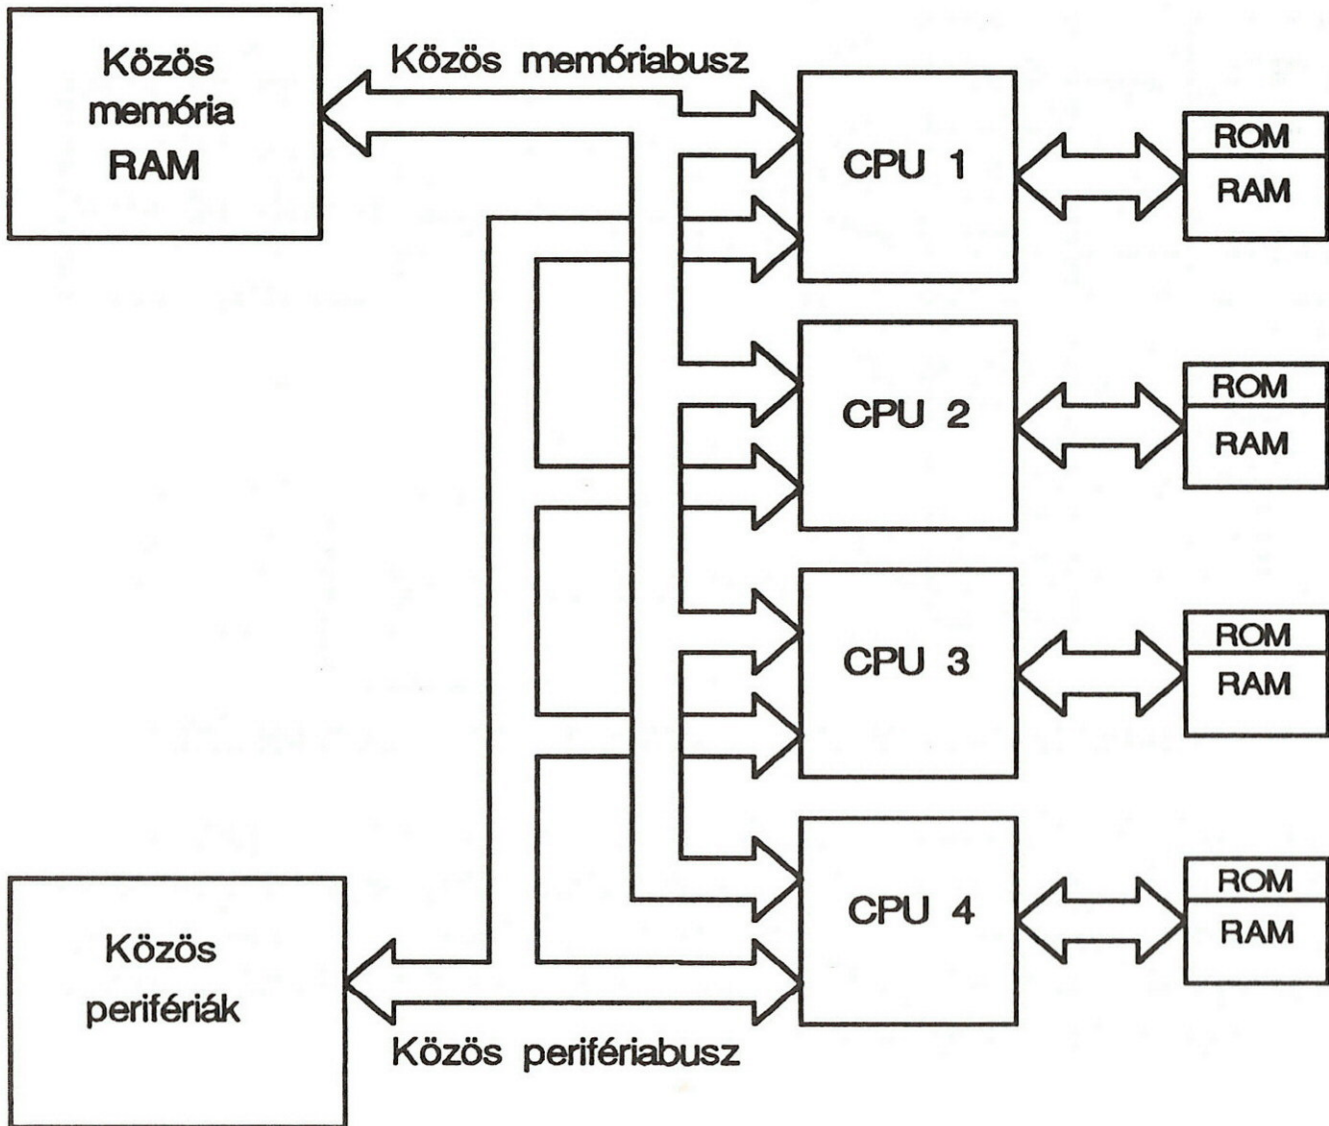 Közös
memória
RAM
Közös memóriabusz
CPU 1
ROM
RAM
CPU 2
ROM
RAM
CPU 3
ROM
RAM
CPU 4
ROM
RAM
Közös
perifériák
Közös perifériabusz